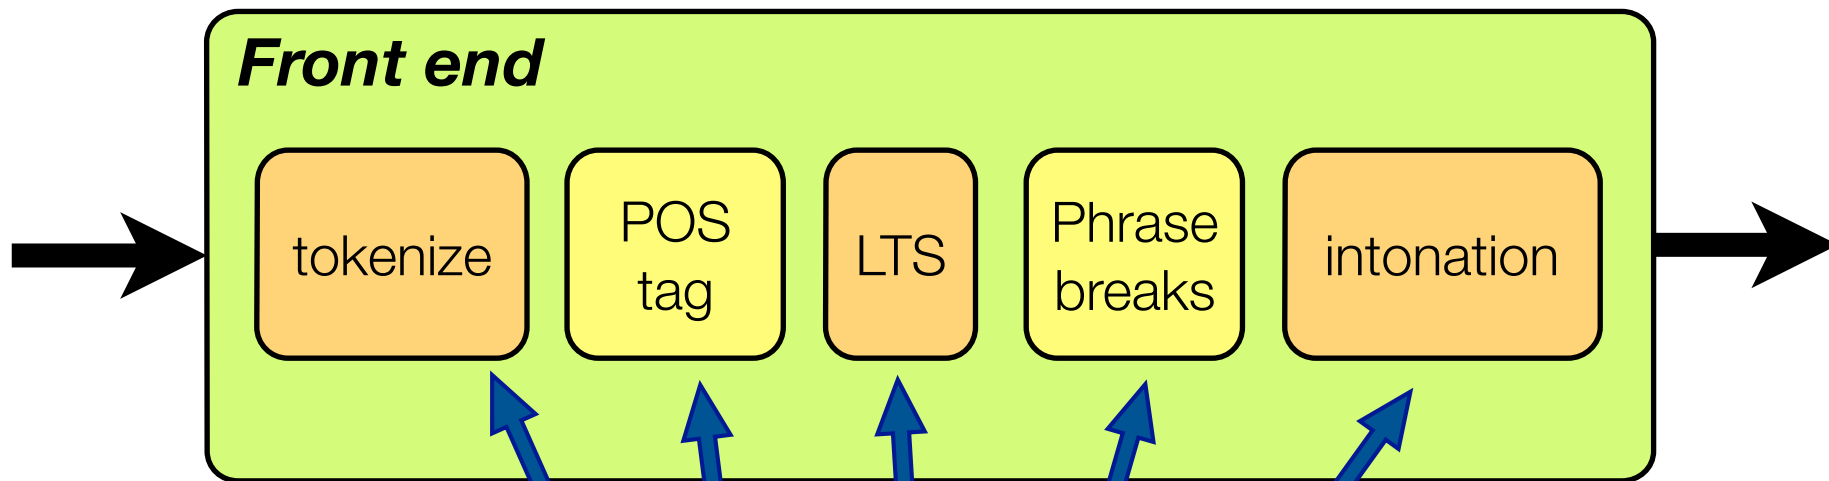 Front end
tokenize
POS
tag
LTS
Phrase
breaks
intonation